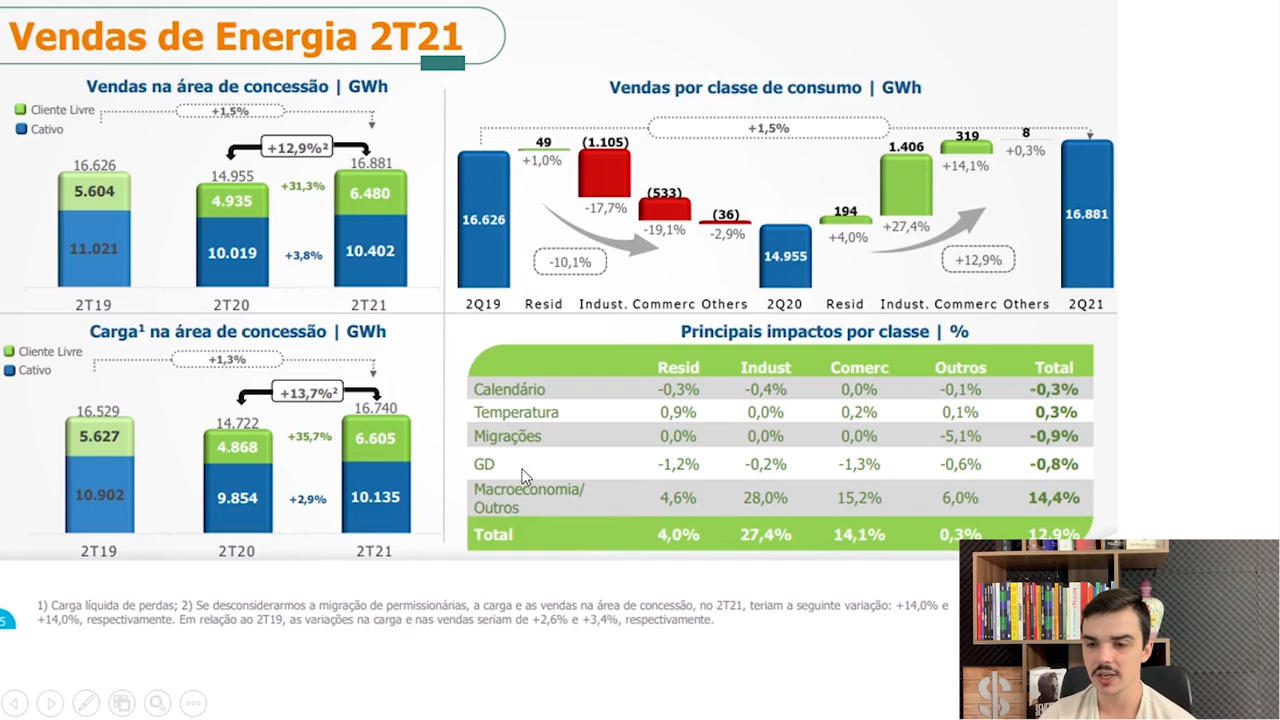 Vendas de Energia 2T21
Vendas na área de concessão | GWh
Cliente Livre
Cativo
+1,5%
+12,9%²
16.626
14.955
16.881
5.604
4.935
+31,3%
6.480
11.021
10.019
+3,8%
10.402
2T19
2T20
2T21
Vendas por classe de consumo | GWh
+1,5%
49
(1.105)
1.406
319
8
+1,0%
+14,1%
+0,3%
(533)
-17,7%
(36)
194
16.626
-19,1%
-2,9%
+4,0%
+27,4%
16.881
-10,1%
14.955
+12,9%
2Q19 Resid Indust. Commerc Others 2Q20 Resid Indust. Commerc Others 2Q21
Carga¹ na área de concessão | GWh
Cliente Livre
Cativo
+1,3%
+13,7%²
16.529
14.722
16.740
5.627
4.868
+35,7%
6.605
10.902
9.854
+2,9%
10.135
2T19
2T20
2T21
Principais impactos por classe | %
Resid Indust Comerc Outros Total
Calendário -0,3% -0,4% 0,0% -0,1% -0,3%
Temperatura 0,9% 0,0% 0,2% 0,1% 0,3%
Migrações 0,0% 0,0% 0,0% -5,1% -0,9%
GD -1,2% -0,2% -1,3% -0,6% -0,8%
Macroeconomia/
Outros 4,6% 28,0% 15,2% 6,0% 14,4%
Total 4,0% 27,4% 14,1% 0,3% 12,9%
1) Carga líquida de perdas; 2) Se desconsiderarmos a migração de permissionárias, a carga e as vendas na área de concessão, no 2T21, teriam a seguinte variação: +14,0% e
+14,0%, respectivamente. Em relação ao 2T19, as variações na carga e nas vendas seriam de +2,6% e +3,4%, respectivamente.
5
$